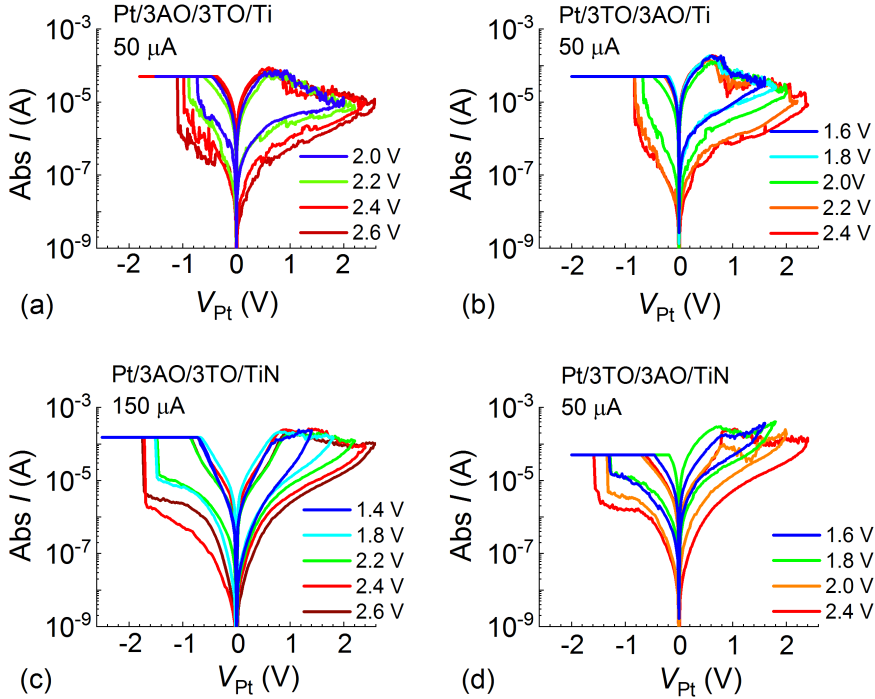 Pt/3AO/3TO/Ti
50 μA
Abs I (A)
10⁻³
10⁻⁵
10⁻⁷
10⁻⁹
2.0 V
2.2 V
2.4 V
2.6 V
-2 -1 0 1 2
(a)
V_Pt (V)
Pt/3TO/3AO/Ti
50 μA
Abs I (A)
10⁻³
10⁻⁵
10⁻⁷
10⁻⁹
1.6 V
1.8 V
2.0V
2.2 V
2.4 V
-2 -1 0 1 2
(b)
V_Pt (V)
Pt/3AO/3TO/TiN
150 μA
Abs I (A)
10⁻³
10⁻⁵
10⁻⁷
10⁻⁹
1.4 V
1.8 V
2.2 V
2.4 V
2.6 V
-2 -1 0 1 2
(c)
V_Pt (V)
Pt/3TO/3AO/TiN
50 μA
Abs I (A)
10⁻³
10⁻⁵
10⁻⁷
10⁻⁹
1.6 V
1.8 V
2.0 V
2.4 V
-2 -1 0 1 2
(d)
V_Pt (V)